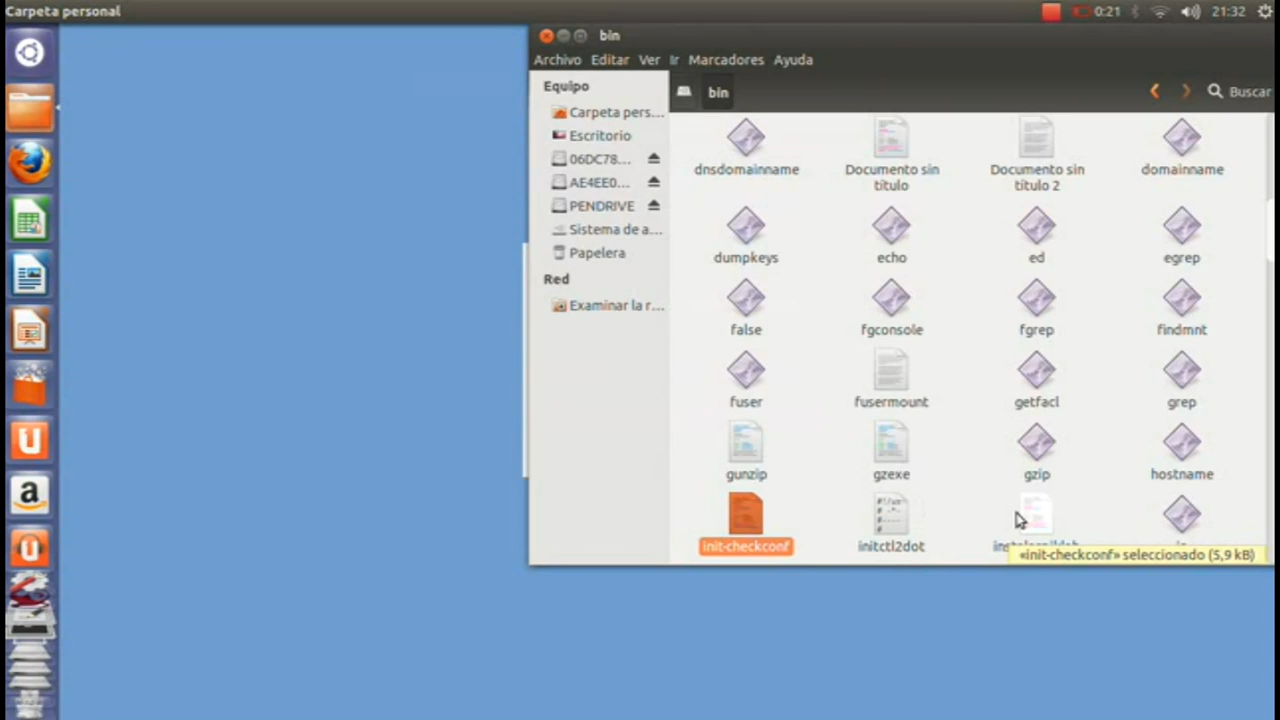 Carpeta personal
0:21
21:32
bin
Archivo Editar Ver Ir Marcadores Ayuda
Equipo
Carpeta pers...
Escritorio
06DC78...
AE4EE0...
PENDRIVE
Sistema de a...
Papelera
Red
Examinar la r...
bin
Buscar
dnsdomainname
Documento sin
título
Documento sin
título 2
domainname
dumpkeys
echo
ed
egrep
false
fgconsole
fgrep
findmnt
fuser
fusermount
getfacl
grep
gunzip
gzexe
gzip
hostname
init-checkconf
initctl2dot
«init-checkconf» seleccionado (5,9 kB)